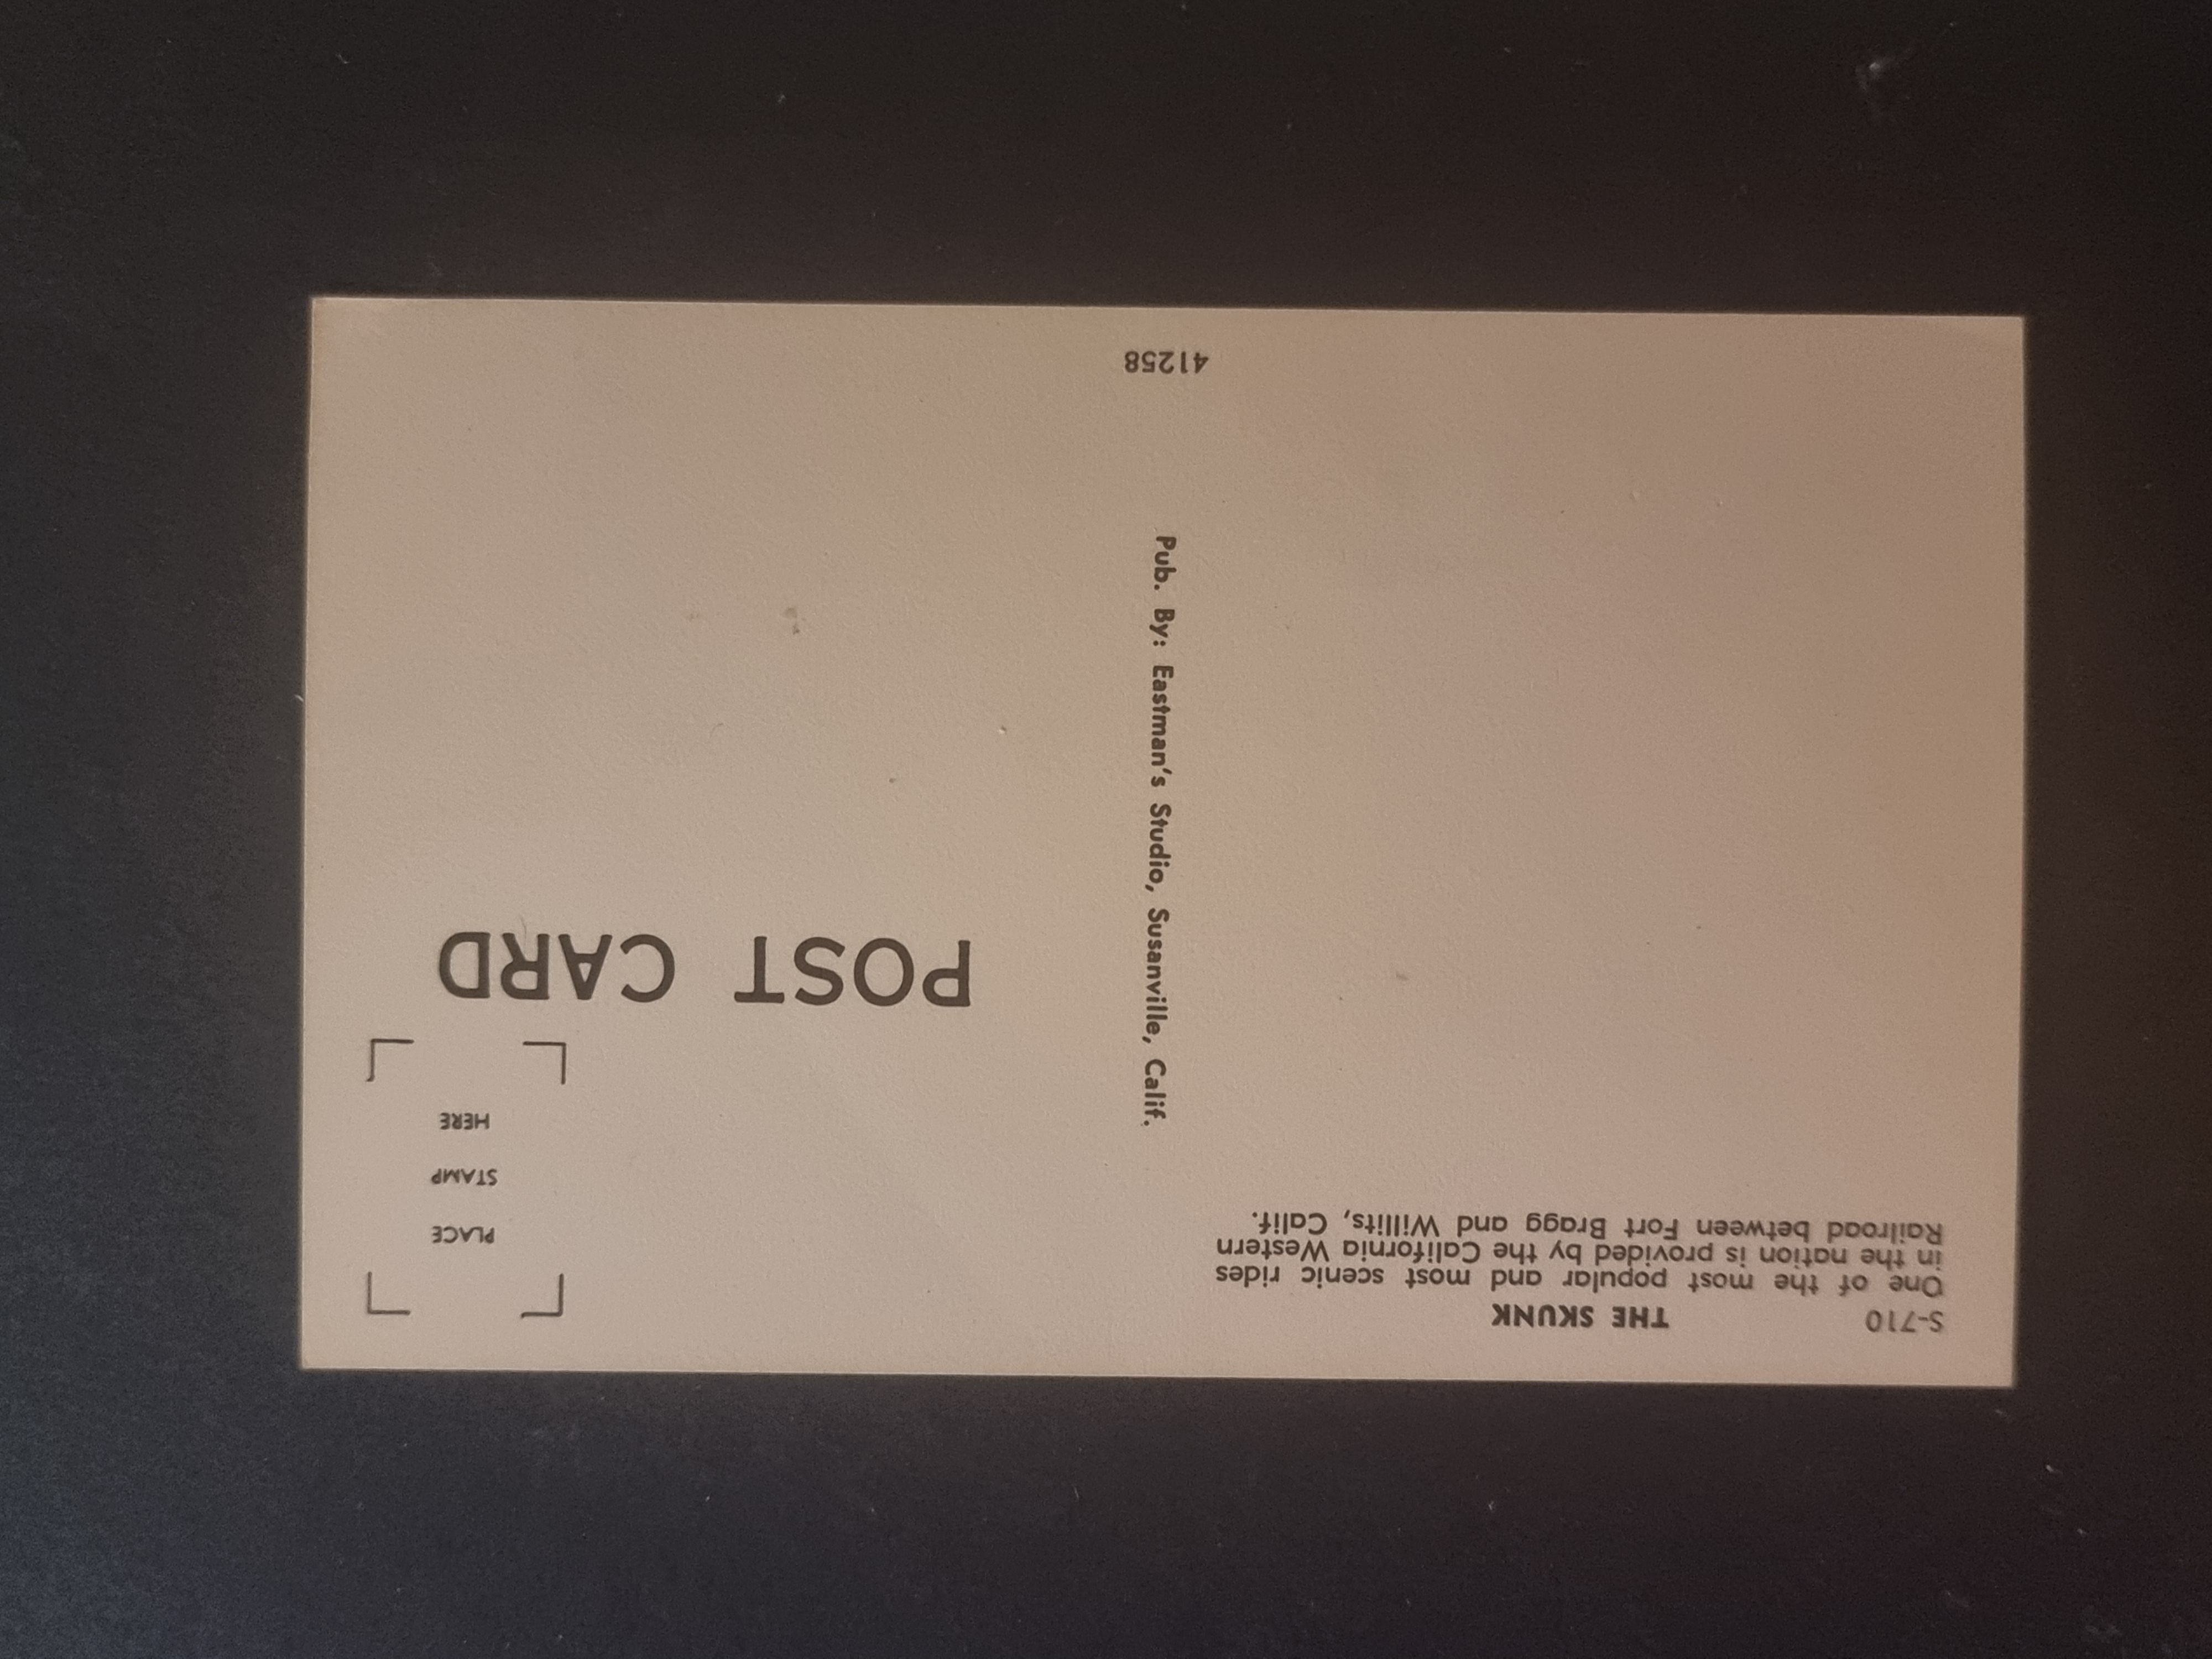 S-710 THE SKUNK
One of the most popular and most scenic rides
in the nation is provided by the California Western
Railroad between Fort Bragg and Willits, Calif.
Pub. By: Eastman's Studio, Susanville, Calif.
41258
PLACE
STAMP
HERE
POST CARD